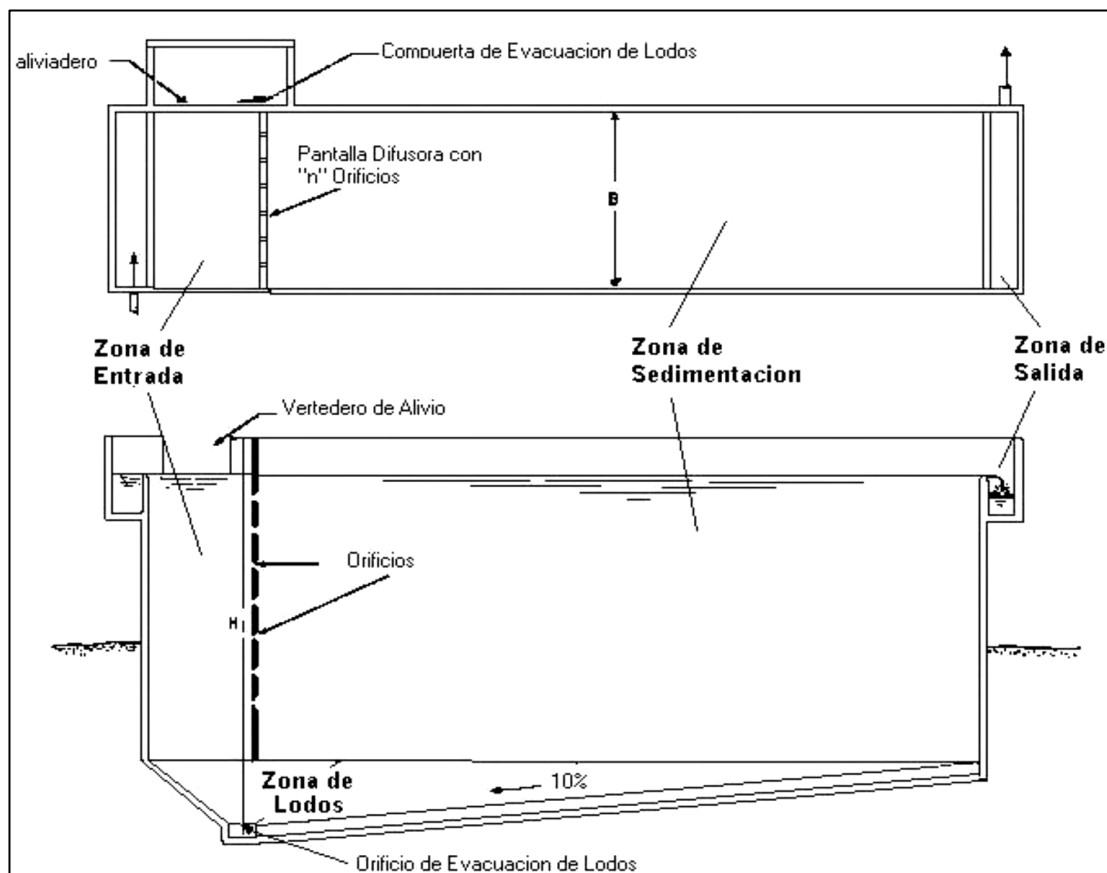 aliviadero
Compuerta de Evacuacion de Lodos
Pantalla Difusora con
"n" Orificios
B
Zona de
Entrada
Zona de
Sedimentacion
Zona de
Salida
Vertedero de Alivio
Orificios
H
Zona de
Lodos
10%
Orificio de Evacuacion de Lodos